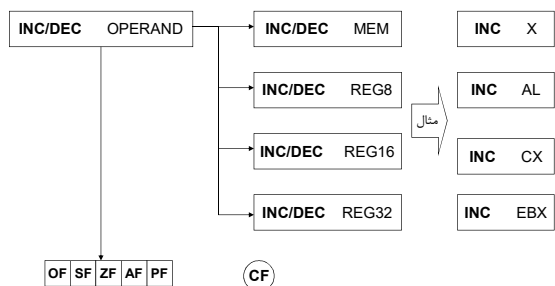 INC/DEC OPERAND INC/DEC MEM INC X
INC/DEC REG8 INC AL
مثال
INC/DEC REG16 INC CX
INC/DEC REG32 INC EBX
OF SF ZF AF PF CF